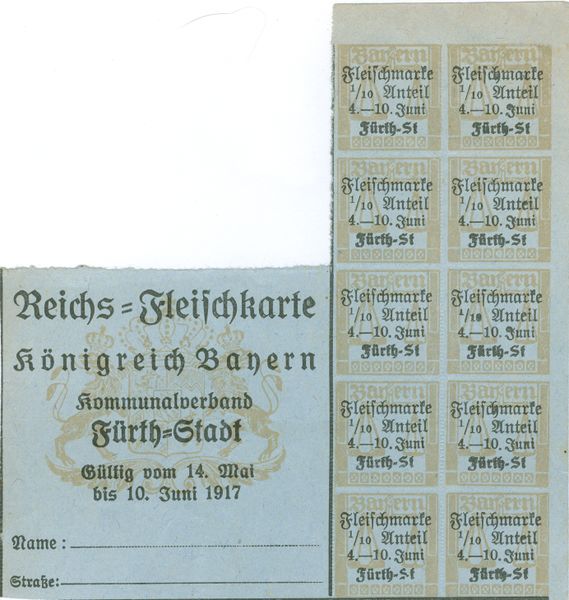 Reichs=Fleischkarte
Königreich Bayern
Kommunalverband
Fürth=Stadt
Gültig vom 14. Mai
bis 10. Juni 1917
Name:
Straße:
Bayern
Fleischmarke
1/10 Anteil
4.—10. Juni
Fürth-St
Bayern
Fleischmarke
1/10 Anteil
4.—10. Juni
Fürth-St
Bayern
Fleischmarke
1/10 Anteil
4.—10. Juni
Fürth-St
Bayern
Fleischmarke
1/10 Anteil
4.—10. Juni
Fürth-St
Bayern
Fleischmarke
1/10 Anteil
4.—10. Juni
Fürth-St
Bayern
Fleischmarke
1/10 Anteil
4.—10. Juni
Fürth-St
Bayern
Fleischmarke
1/10 Anteil
4.—10. Juni
Fürth-St
Bayern
Fleischmarke
1/10 Anteil
4.—10. Juni
Fürth-St
Bayern
Fleischmarke
1/10 Anteil
4.—10. Juni
Fürth-St
Bayern
Fleischmarke
1/10 Anteil
4.—10. Juni
Fürth-St